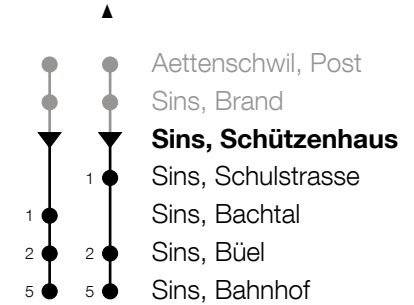 Aettenschwil, Post
Sins, Brand
Sins, Schützenhaus
1 Sins, Schulstrasse
1 Sins, Bachtal
2 2 Sins, Büel
5 5 Sins, Bahnhof